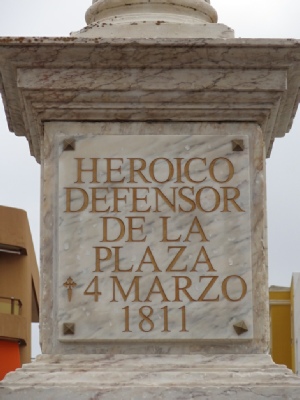 HEROICO
DEFENSOR
DE LA
PLAZA
† 4 MARZO
1811